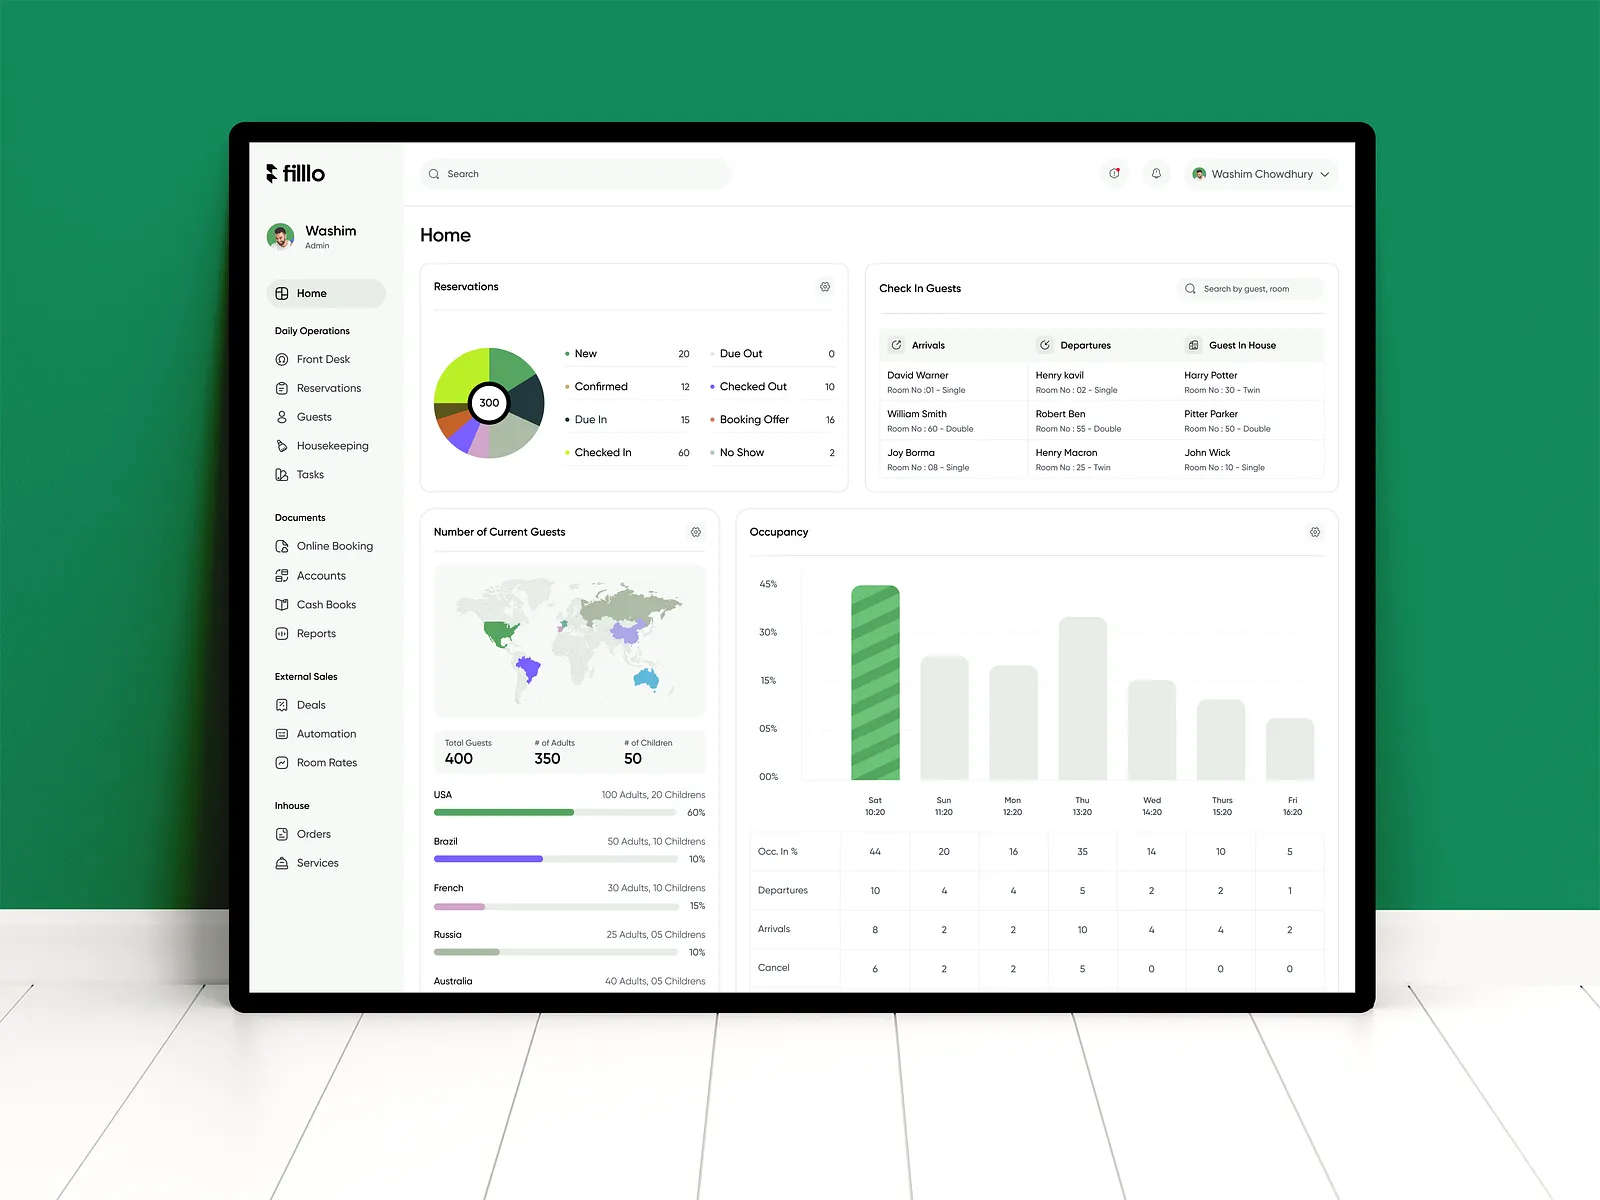 filllo
Search
Washim Chowdhury
Washim
Admin
Home
Daily Operations
Front Desk
Reservations
Guests
Housekeeping
Tasks
Documents
Online Booking
Accounts
Cash Books
Reports
External Sales
Deals
Automation
Room Rates
Inhouse
Orders
Services
Home
Reservations
300
New 20
Due Out 0
Confirmed 12
Checked Out 10
Due In 15
Booking Offer 16
Checked In 60
No Show 2
Check In Guests
Search by guest, room
Arrivals Departures Guest In House
David Warner Henry kavil Harry Potter
Room No :01 - Single Room No : 02 - Single Room No : 30 - Twin
William Smith Robert Ben Pitter Parker
Room No : 60 - Double Room No : 55 - Double Room No : 50 - Double
Joy Borma Henry Macron John Wick
Room No : 08 - Single Room No : 25 - Twin Room No : 10 - Single
Number of Current Guests
Total Guests # of Adults # of Children
400 350 50
USA 100 Adults, 20 Childrens
60%
Brazil 50 Adults, 10 Childrens
10%
French 30 Adults, 10 Childrens
15%
Russia 25 Adults, 05 Childrens
10%
Australia 40 Adults, 05 Childrens
Occupancy
45%
30%
15%
05%
00%
Sat Sun Mon Thu Wed Thurs Fri
10:20 11:20 12:20 13:20 14:20 15:20 16:20
Occ. In % 44 20 16 35 14 10 5
Departures 10 4 4 5 2 2 1
Arrivals 8 2 2 10 4 4 2
Cancel 6 2 2 5 0 0 0